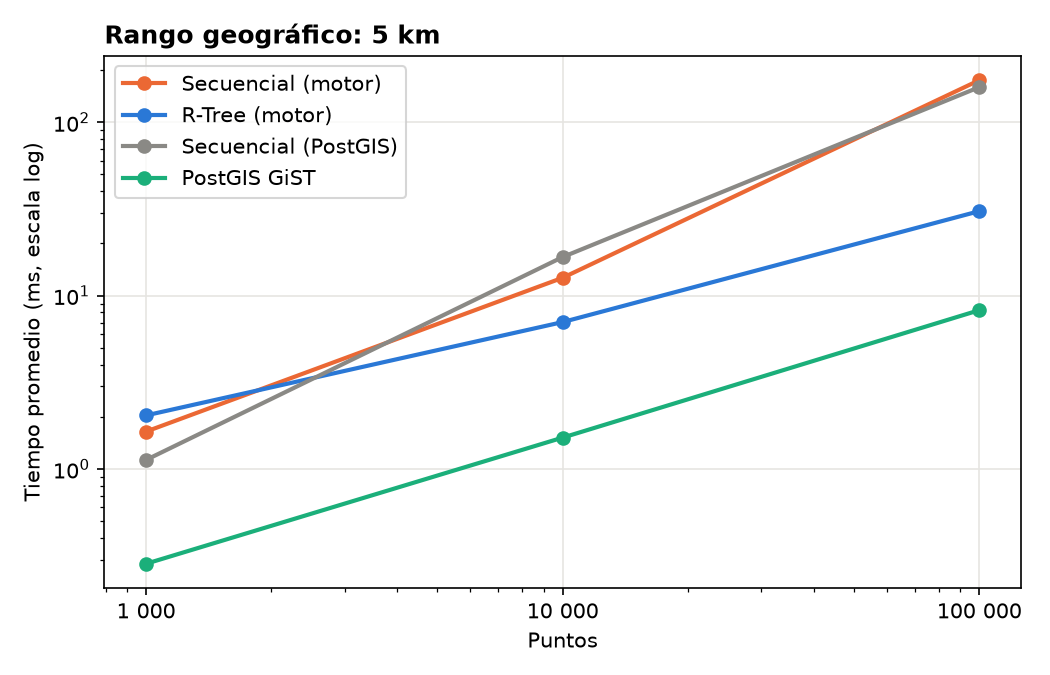 Rango geográfico: 5 km
Secuencial (motor)
R-Tree (motor)
Secuencial (PostGIS)
PostGIS GiST
Tiempo promedio (ms, escala log)
10²
10¹
10⁰
1 000
10 000
100 000
Puntos